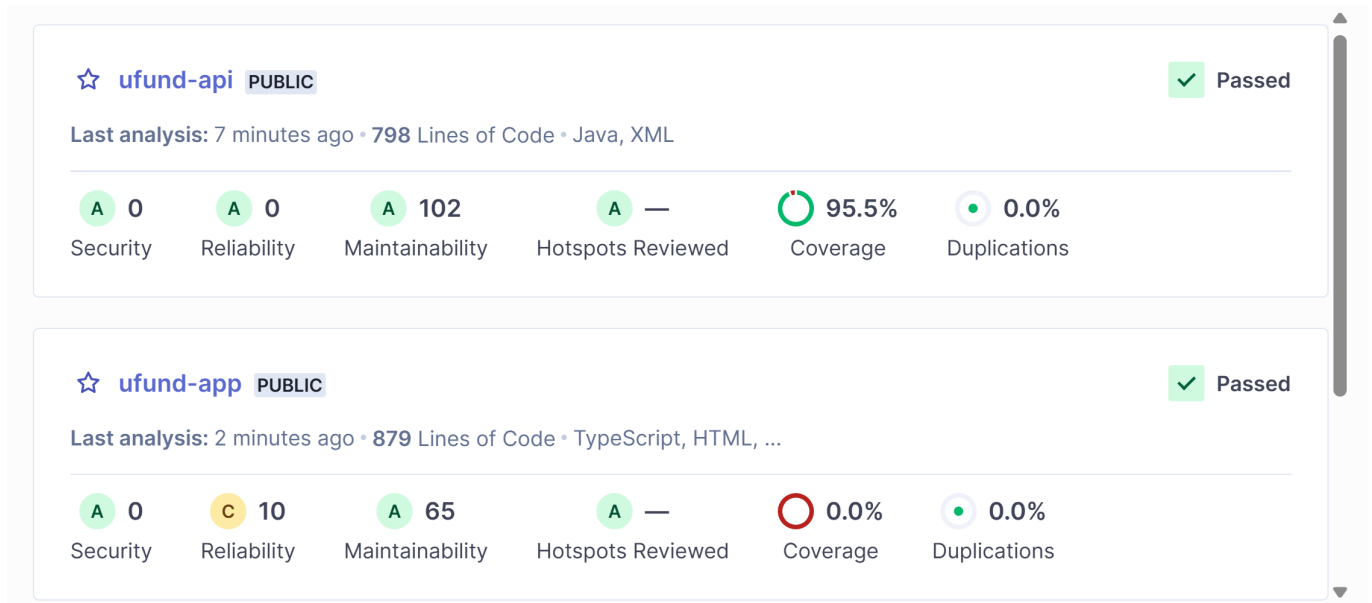 ufund-api PUBLIC Passed
Last analysis: 7 minutes ago • 798 Lines of Code • Java, XML
A 0 A 0 A 102 A — 95.5% 0.0%
Security Reliability Maintainability Hotspots Reviewed Coverage Duplications
ufund-app PUBLIC Passed
Last analysis: 2 minutes ago • 879 Lines of Code • TypeScript, HTML, ...
A 0 C 10 A 65 A — 0.0% 0.0%
Security Reliability Maintainability Hotspots Reviewed Coverage Duplications